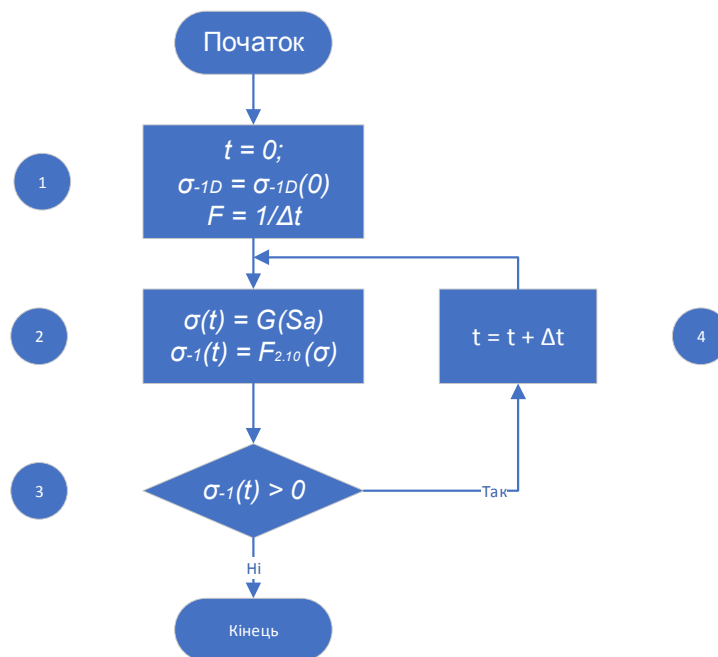 Початок
1
t = 0;
σ-1D = σ-1D(0)
F = 1/Δt
2
σ(t) = G(Sa)
σ-1(t) = F2.10(σ)
t = t + Δt
4
3
σ-1(t) > 0
Так
Ні
Кінець